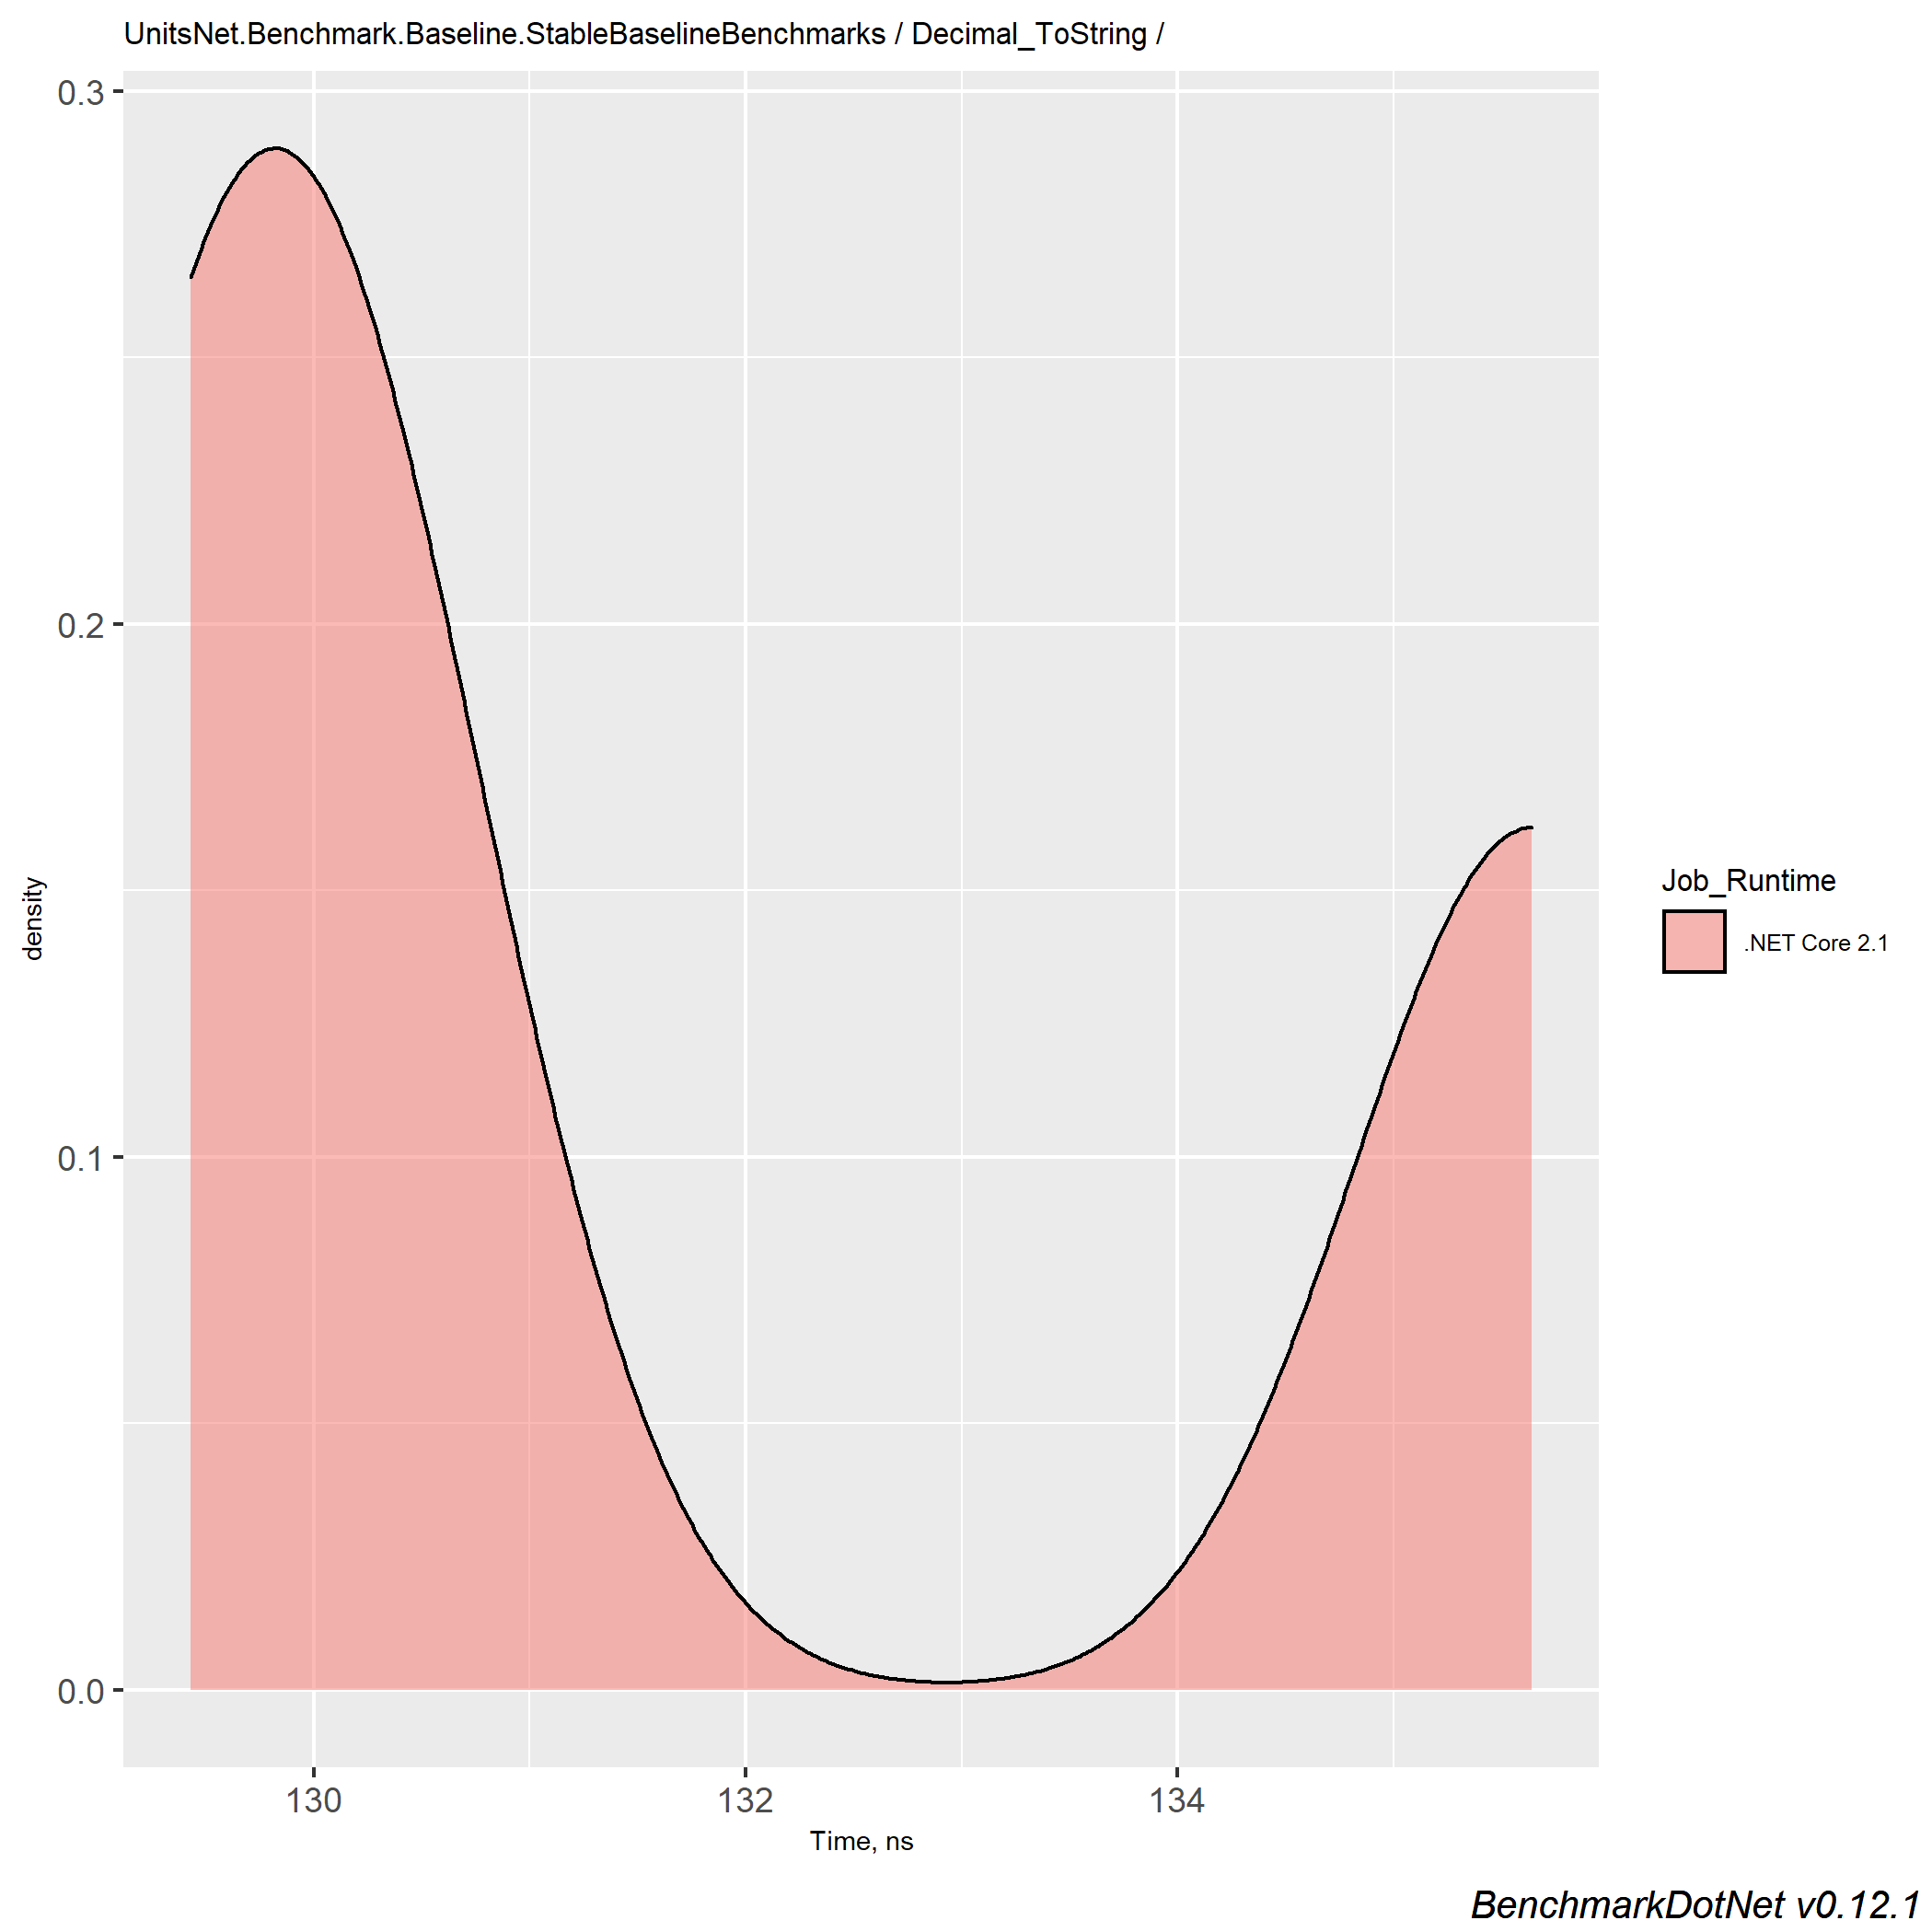 UnitsNet.Benchmark.Baseline.StableBaselineBenchmarks / Decimal_ToString /
0.3
0.2
0.1
0.0
density
130 132 134
Time, ns
Job_Runtime
.NET Core 2.1
BenchmarkDotNet v0.12.1